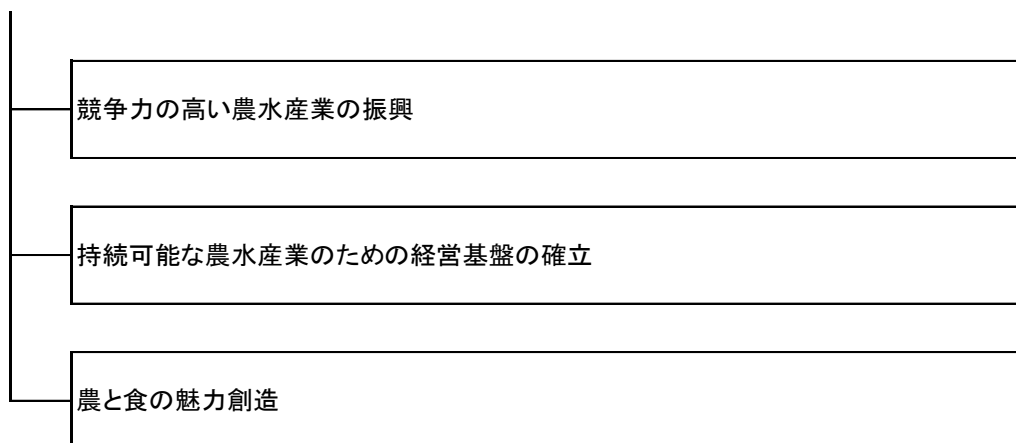 競争力の高い農水産業の振興
持続可能な農水産業のための経営基盤の確立
農と食の魅力創造